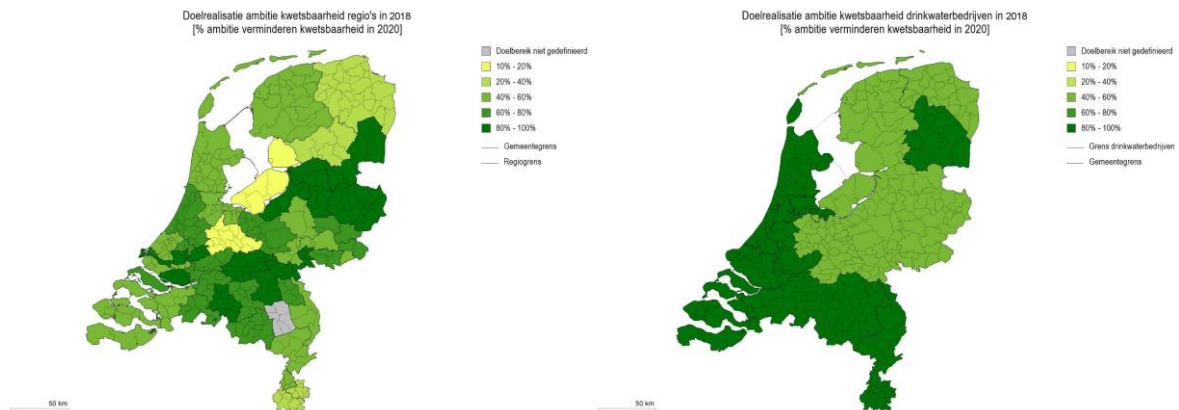 Doelrealisatie ambitie kwetsbaarheid regio's in 2018
[% ambitie verminderen kwetsbaarheid in 2020]
Doelbereik niet gedefinieerd
10% - 20%
20% - 40%
40% - 60%
60% - 80%
80% - 100%
Gemeentegrens
Regiogrens
50 km
Doelrealisatie ambitie kwetsbaarheid drinkwaterbedrijven in 2018
[% ambitie verminderen kwetsbaarheid in 2020]
Doelbereik niet gedefinieerd
10% - 20%
20% - 40%
40% - 60%
60% - 80%
80% - 100%
Grens drinkwaterbedrijven
Gemeentegrens
50 km